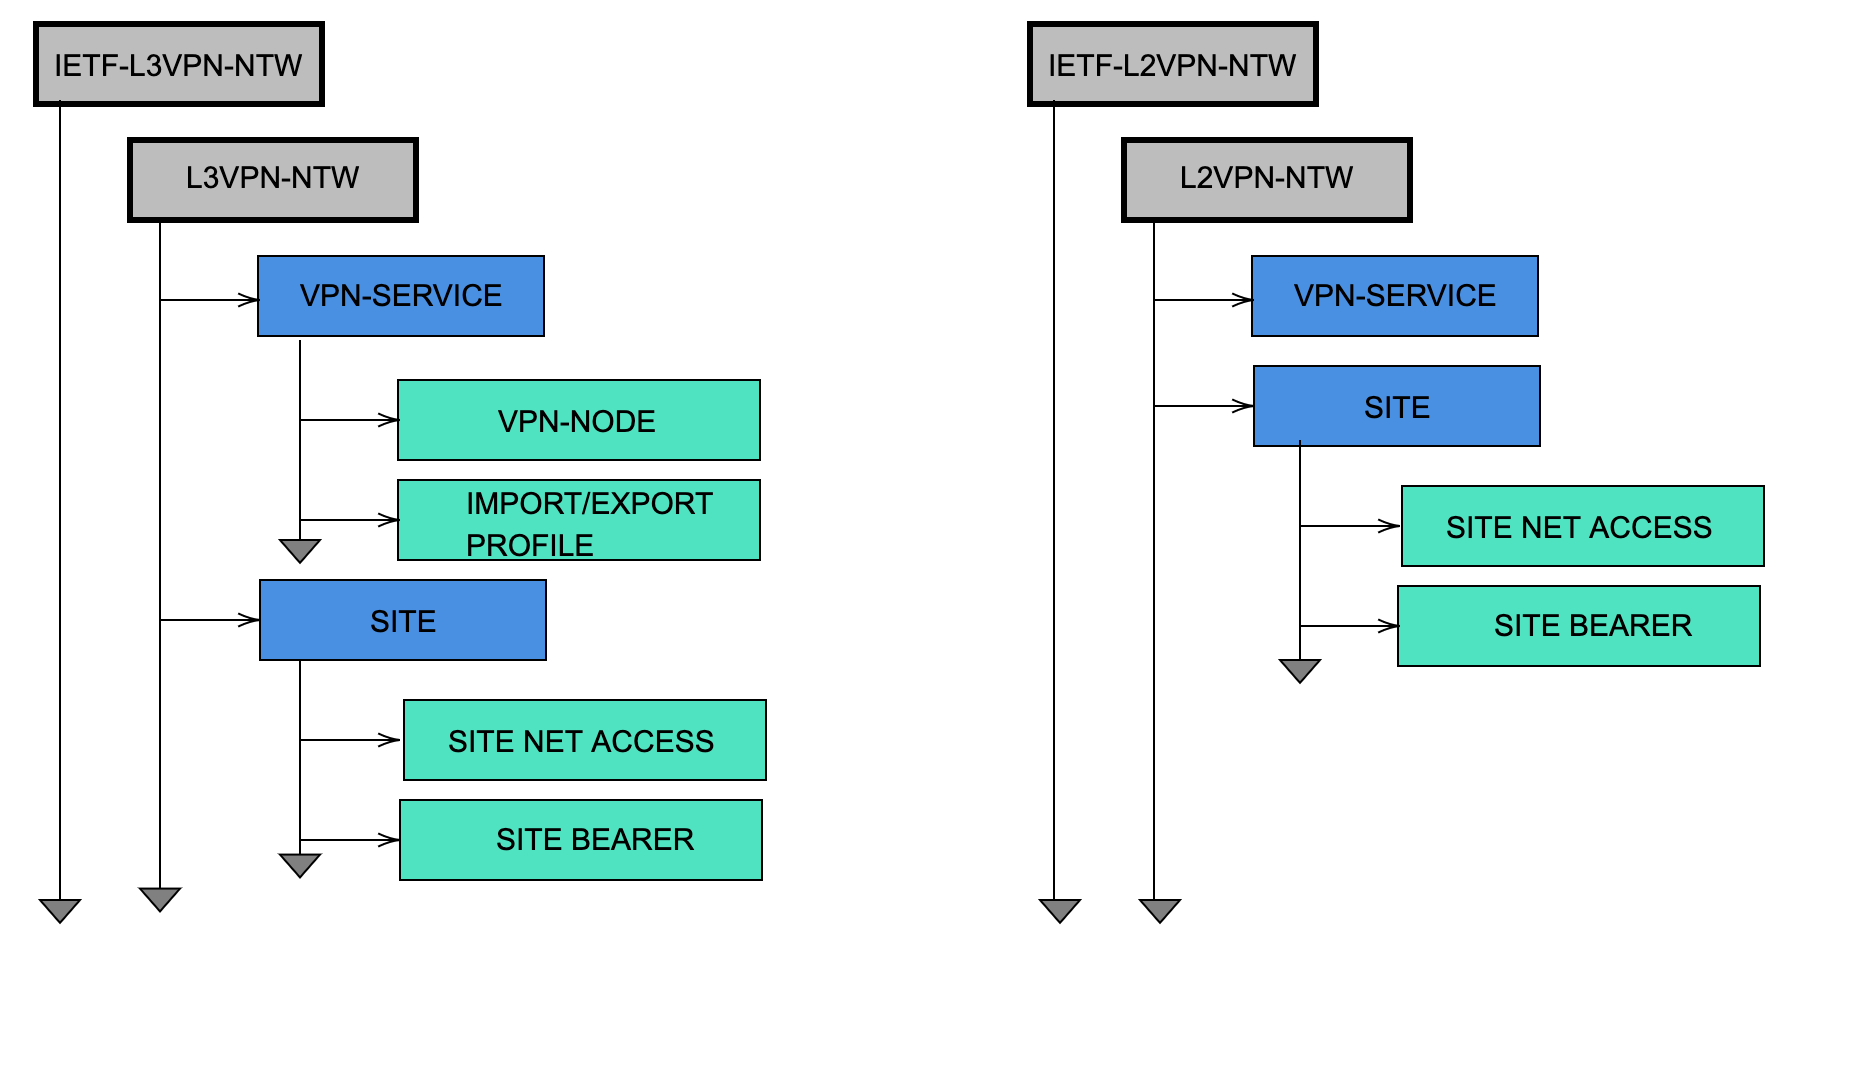 IETF-L3VPN-NTW
L3VPN-NTW
VPN-SERVICE
VPN-NODE
IMPORT/EXPORT
PROFILE
SITE
SITE NET ACCESS
SITE BEARER
IETF-L2VPN-NTW
L2VPN-NTW
VPN-SERVICE
SITE
SITE NET ACCESS
SITE BEARER